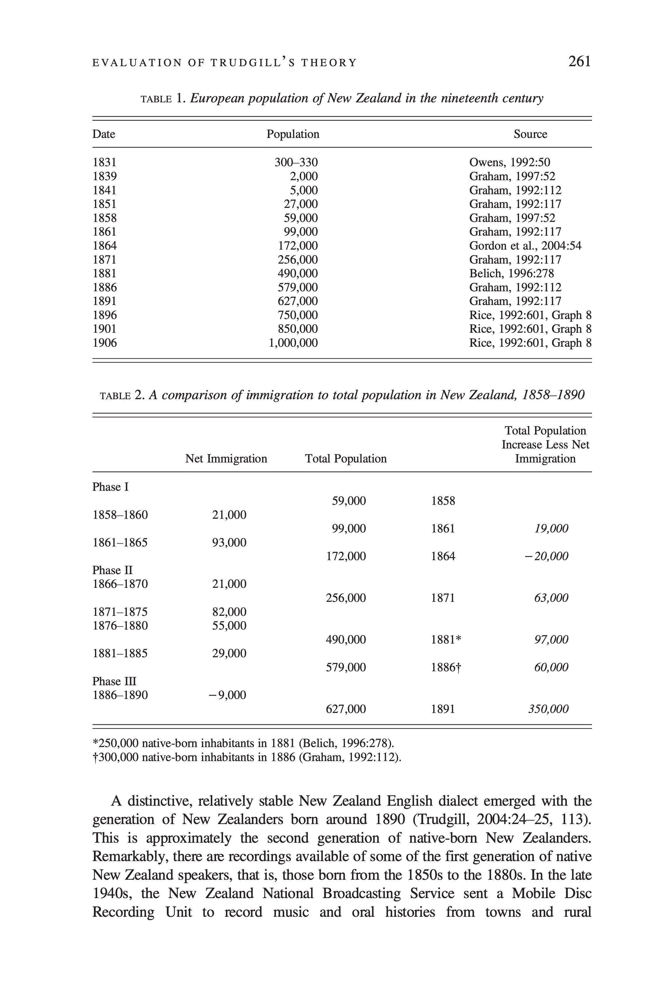 EVALUATION OF TRUDGILL’S THEORY 261
TABLE 1. European population of New Zealand in the nineteenth century
Date Population Source
1831 300–330 Owens, 1992:50
1839 2,000 Graham, 1997:52
1841 5,000 Graham, 1992:112
1851 27,000 Graham, 1992:117
1858 59,000 Graham, 1997:52
1861 99,000 Graham, 1992:117
1864 172,000 Gordon et al., 2004:54
1871 256,000 Graham, 1992:117
1881 490,000 Belich, 1996:278
1886 579,000 Graham, 1992:112
1891 627,000 Graham, 1992:117
1896 750,000 Rice, 1992:601, Graph 8
1901 850,000 Rice, 1992:601, Graph 8
1906 1,000,000 Rice, 1992:601, Graph 8
TABLE 2. A comparison of immigration to total population in New Zealand, 1858–1890
Total Population
Increase Less Net
Net Immigration Total Population Immigration
Phase I
59,000 1858
1858–1860 21,000
99,000 1861 19,000
1861–1865 93,000
172,000 1864 −20,000
Phase II
1866–1870 21,000
256,000 1871 63,000
1871–1875 82,000
1876–1880 55,000
490,000 1881* 97,000
1881–1885 29,000
579,000 1886† 60,000
Phase III
1886–1890 −9,000
627,000 1891 350,000
*250,000 native-born inhabitants in 1881 (Belich, 1996:278).
†300,000 native-born inhabitants in 1886 (Graham, 1992:112).
A distinctive, relatively stable New Zealand English dialect emerged with the
generation of New Zealanders born around 1890 (Trudgill, 2004:24–25, 113).
This is approximately the second generation of native-born New Zealanders.
Remarkably, there are recordings available of some of the first generation of native
New Zealand speakers, that is, those born from the 1850s to the 1880s. In the late
1940s, the New Zealand National Broadcasting Service sent a Mobile Disc
Recording Unit to record music and oral histories from towns and rural